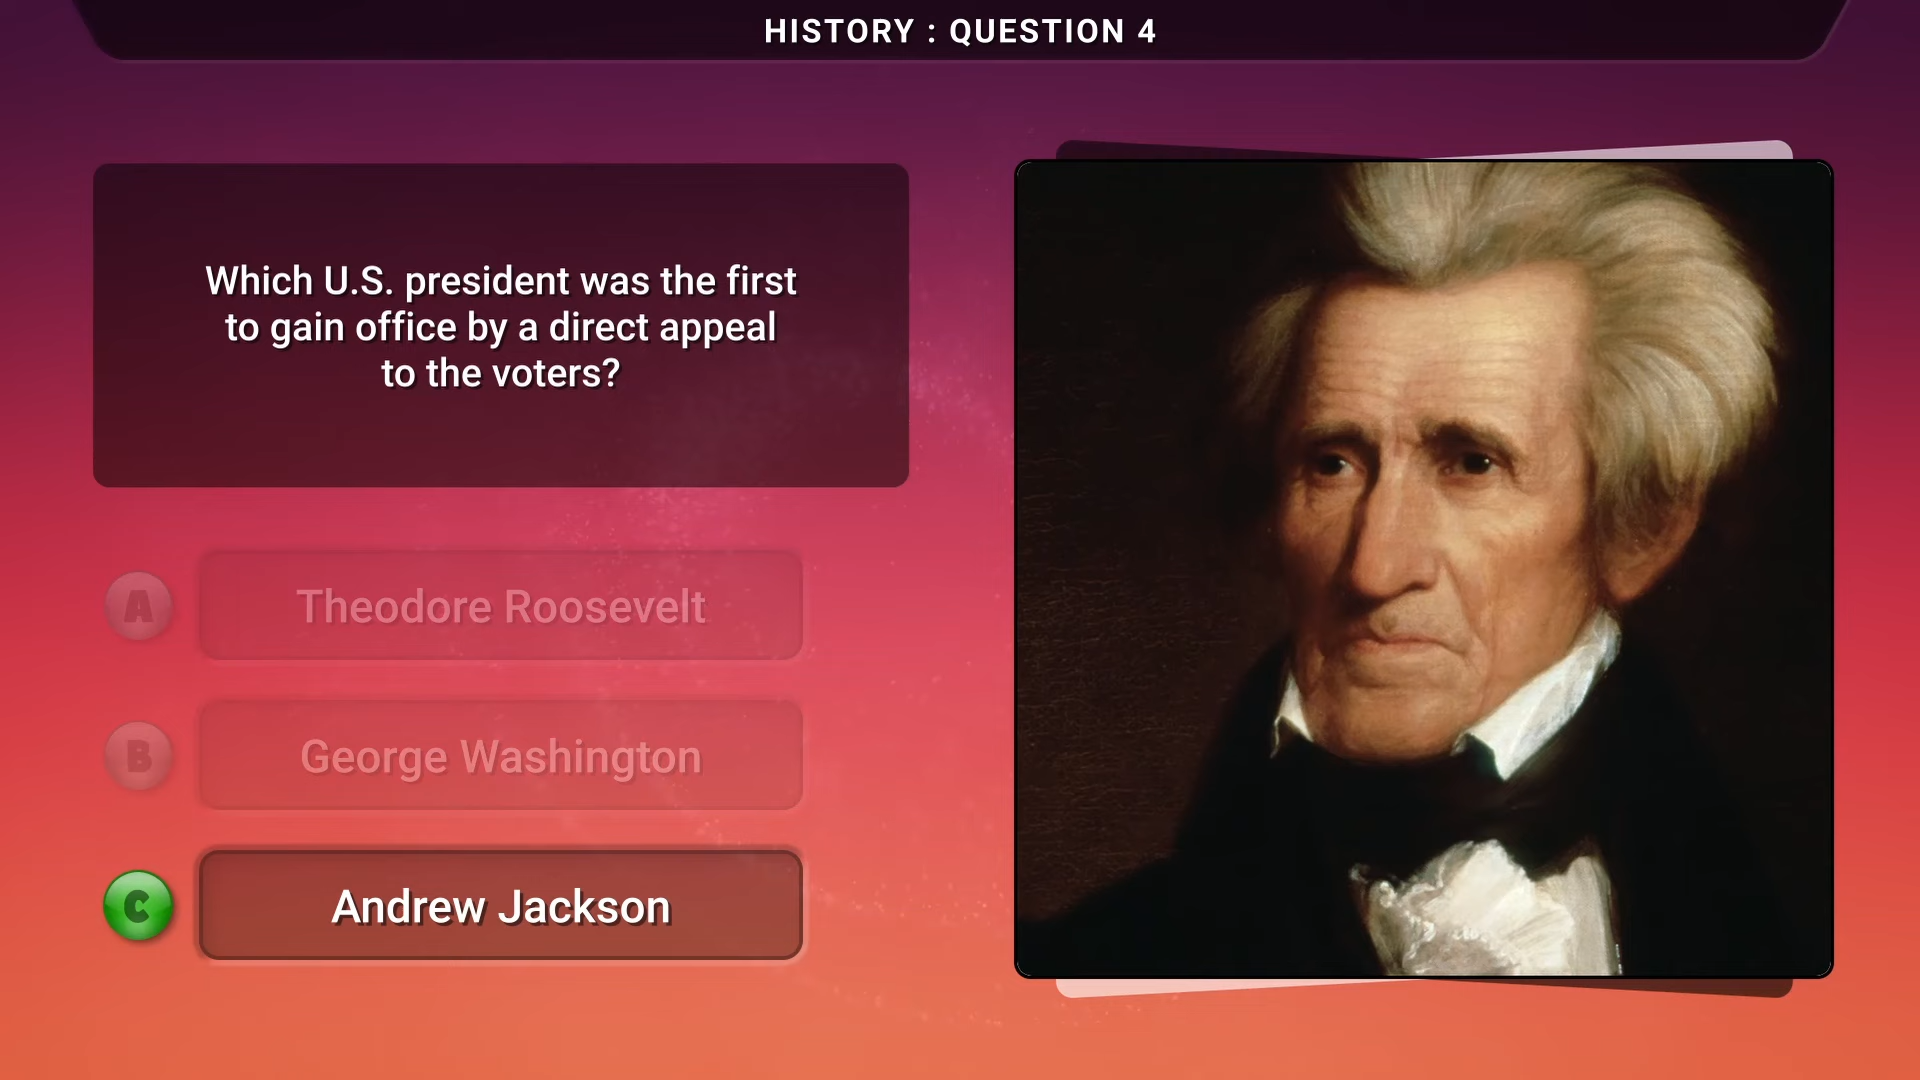 HISTORY : QUESTION 4
Which U.S. president was the first
to gain office by a direct appeal
to the voters?
A Theodore Roosevelt
B George Washington
C Andrew Jackson